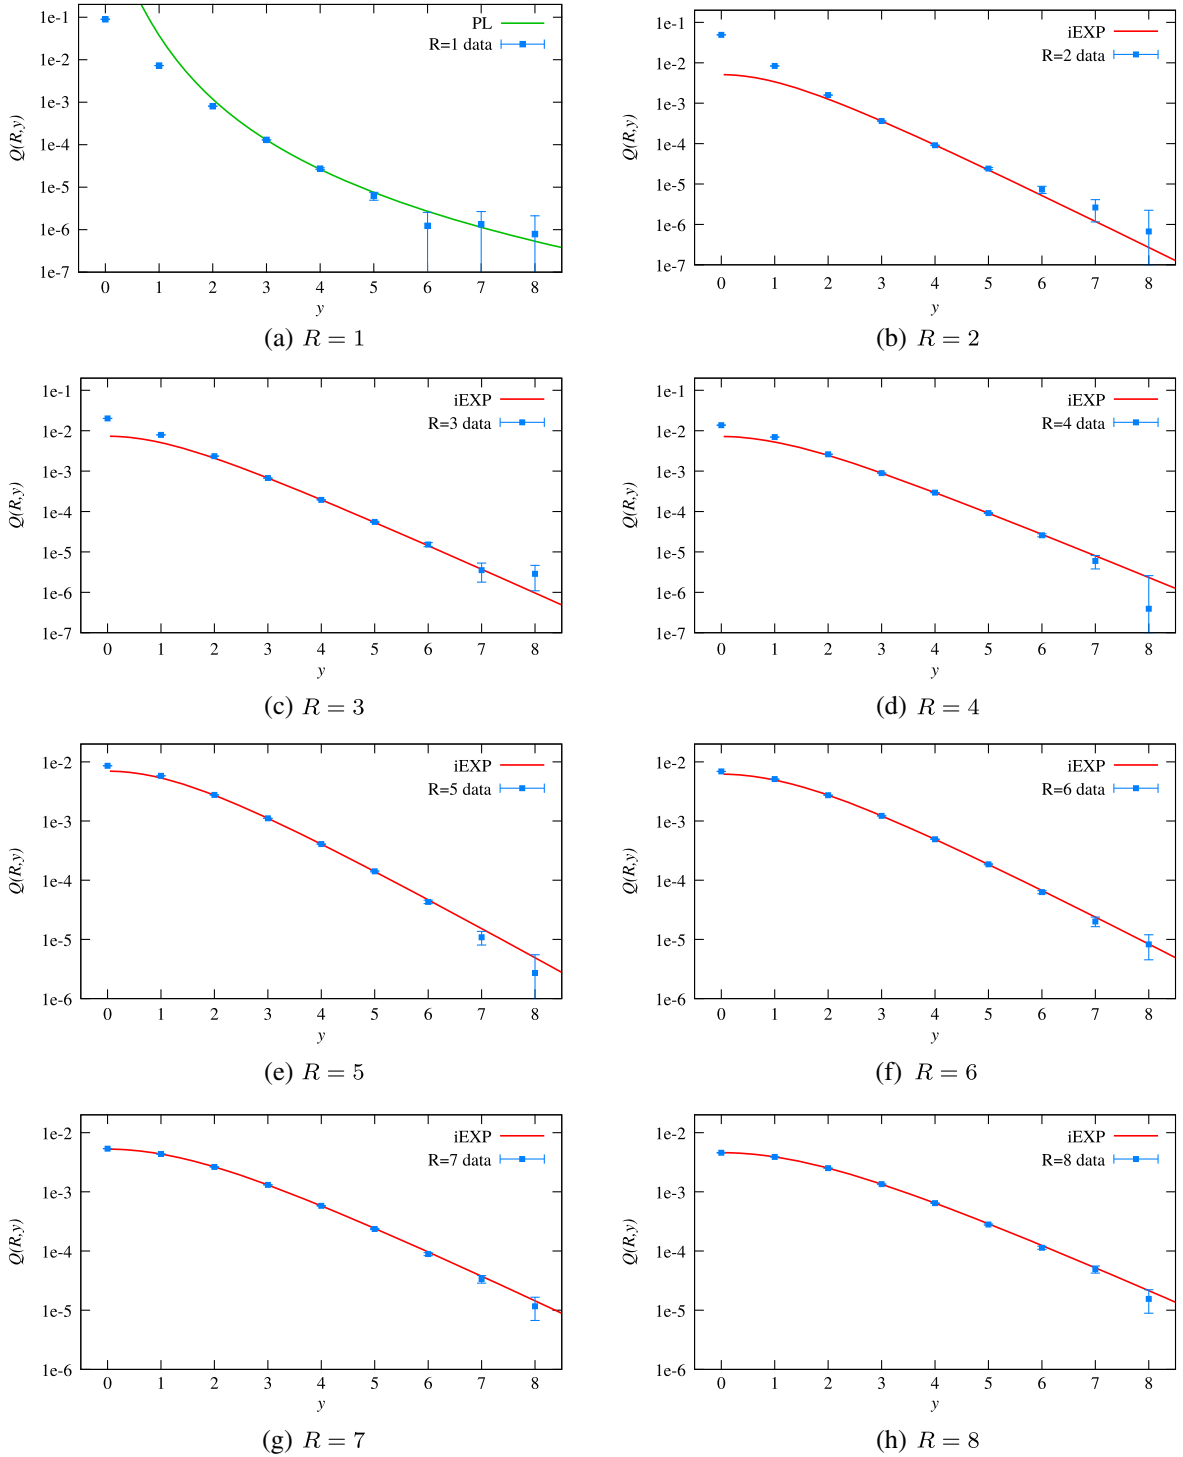 1e-1
1e-2
1e-3
1e-4
1e-5
1e-6
1e-7
Q(R,y)
PL
R=1 data
0 1 2 3 4 5 6 7 8
y
(a) R = 1
1e-1
1e-2
1e-3
1e-4
1e-5
1e-6
1e-7
Q(R,y)
iEXP
R=2 data
0 1 2 3 4 5 6 7 8
y
(b) R = 2
1e-1
1e-2
1e-3
1e-4
1e-5
1e-6
1e-7
Q(R,y)
iEXP
R=3 data
0 1 2 3 4 5 6 7 8
y
(c) R = 3
1e-1
1e-2
1e-3
1e-4
1e-5
1e-6
1e-7
Q(R,y)
iEXP
R=4 data
0 1 2 3 4 5 6 7 8
y
(d) R = 4
1e-2
1e-3
1e-4
1e-5
1e-6
Q(R,y)
iEXP
R=5 data
0 1 2 3 4 5 6 7 8
y
(e) R = 5
1e-2
1e-3
1e-4
1e-5
1e-6
Q(R,y)
iEXP
R=6 data
0 1 2 3 4 5 6 7 8
y
(f) R = 6
1e-2
1e-3
1e-4
1e-5
1e-6
Q(R,y)
iEXP
R=7 data
0 1 2 3 4 5 6 7 8
y
(g) R = 7
1e-2
1e-3
1e-4
1e-5
1e-6
Q(R,y)
iEXP
R=8 data
0 1 2 3 4 5 6 7 8
y
(h) R = 8